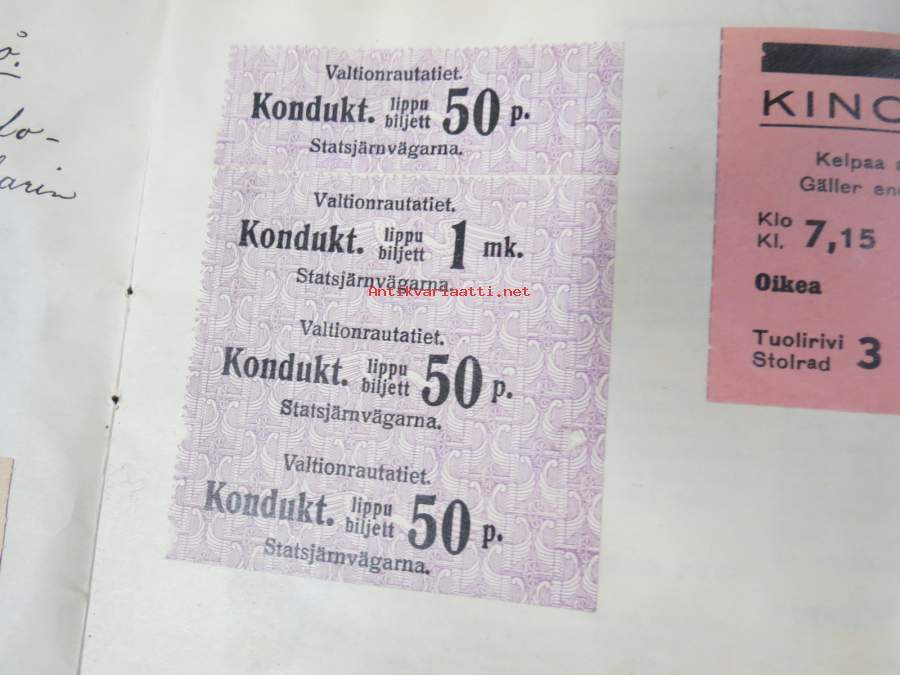 Valtionrautatiet.
Kondukt. lippu biljett 50 p.
Statsjärnvägarna.
Valtionrautatiet.
Kondukt. lippu biljett 1 mk.
Statsjärnvägarna.
Antikvariaatti.net
Valtionrautatiet.
Kondukt. lippu biljett 50 p.
Statsjärnvägarna.
Valtionrautatiet.
Kondukt. lippu biljett 50 p.
Statsjärnvägarna.
KINO
Kelpaa
Gäller
Klo
Kl. 7,15
Oikea
Tuolirivi
Stolrad 3